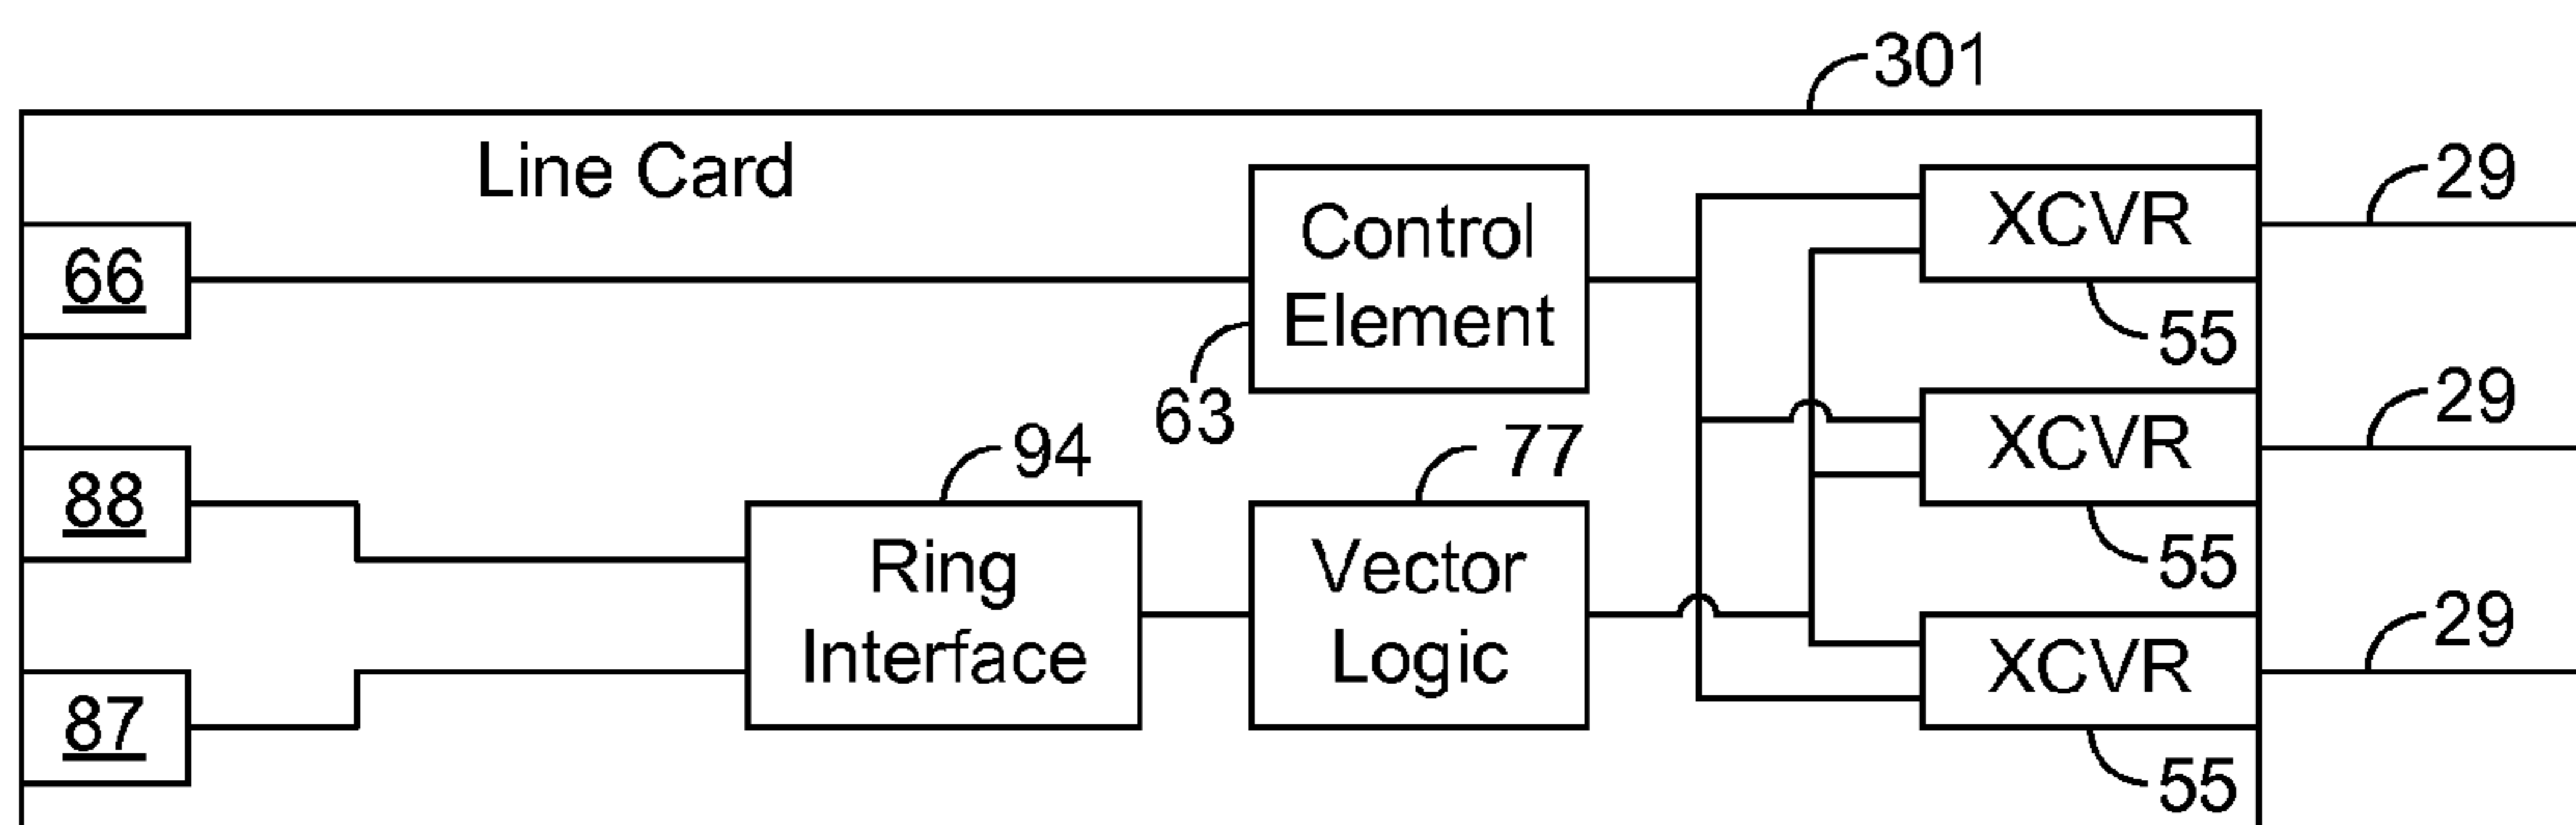 301
Line Card
29
66
Control
Element
XCVR
55
63
29
88
94
77
XCVR
55
Ring
Interface
Vector
Logic
29
87
XCVR
55